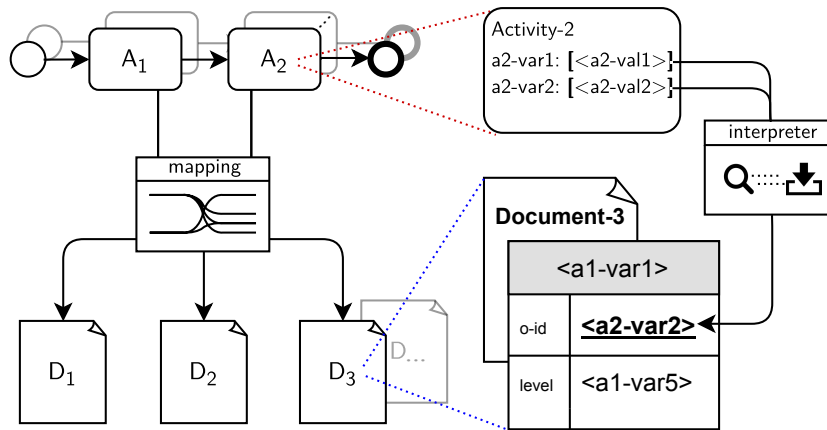 A1
A2
Activity-2
a2-var1: [<a2-val1>]
a2-var2: [<a2-val2>]
interpreter
mapping
Document-3
<a1-var1>
o-id <a2-var2>
level <a1-var5>
D1
D2
D3
D...